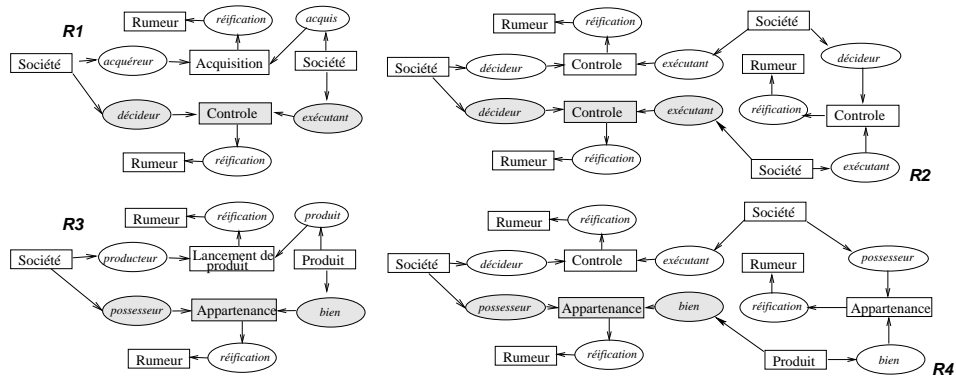 R1
Rumeur
réification
acquis
Société
acquéreur
Acquisition
Société
décideur
Controle
exécutant
Rumeur
réification
Rumeur
réification
Société
Société
décideur
Controle
exécutant
Rumeur
décideur
décideur
Controle
exécutant
réification
Controle
Rumeur
réification
Société
exécutant
R2
R3
Rumeur
réification
produit
Société
producteur
Lancement de
produit
Produit
possesseur
Appartenance
bien
Rumeur
réification
Rumeur
réification
Société
Société
décideur
Controle
exécutant
Rumeur
possesseur
possesseur
Appartenance
bien
réification
Appartenance
Rumeur
réification
Produit
bien
R4